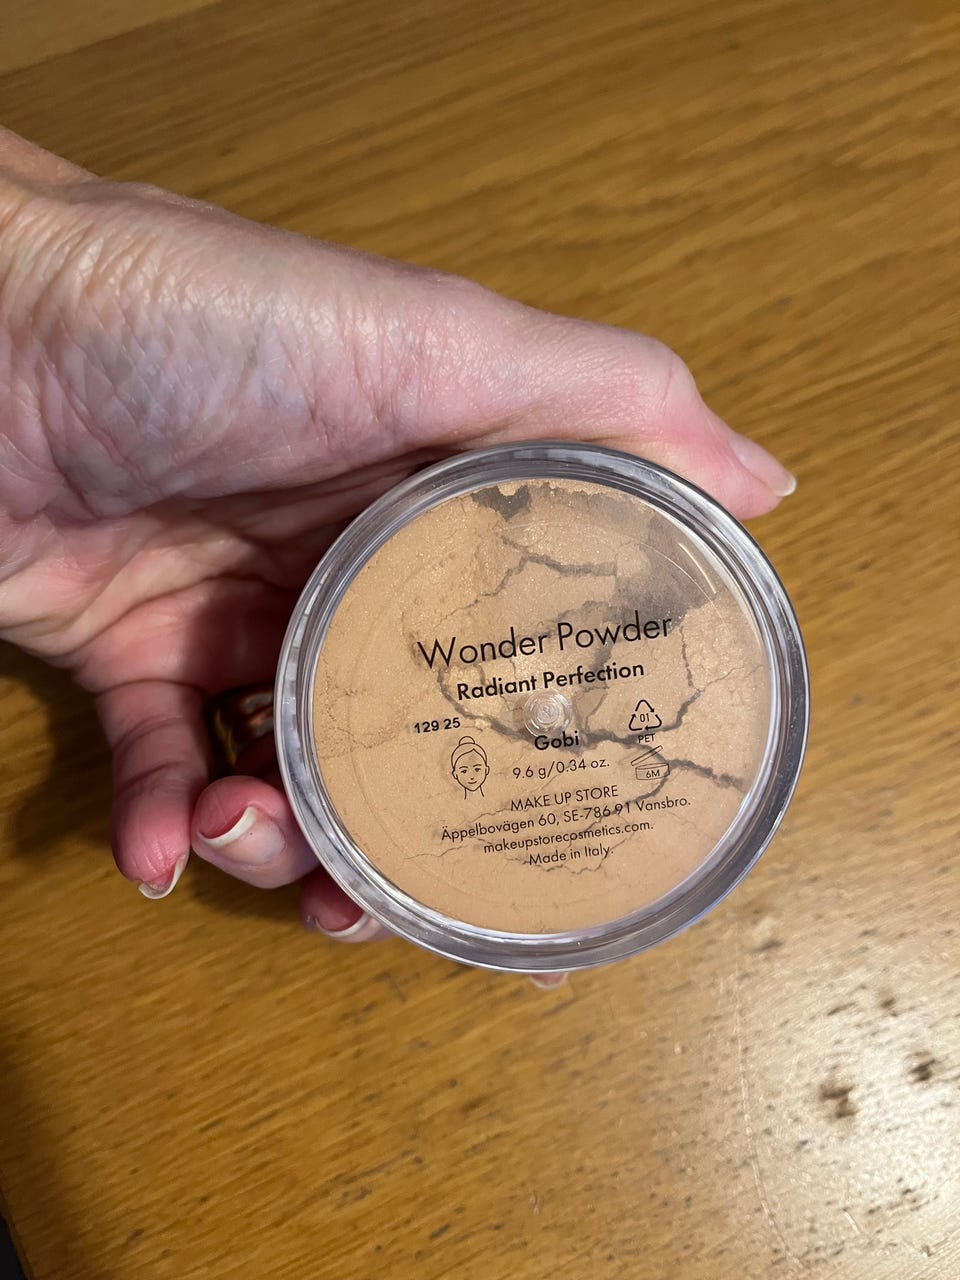 Wonder Powder
Radiant Perfection
129 25
Gobi
01
PET
9.6 g/0.34 oz.
6M
MAKE UP STORE
Äppelbovägen 60, SE-786 91 Vansbro.
makeupstorecosmetics.com.
Made in Italy.